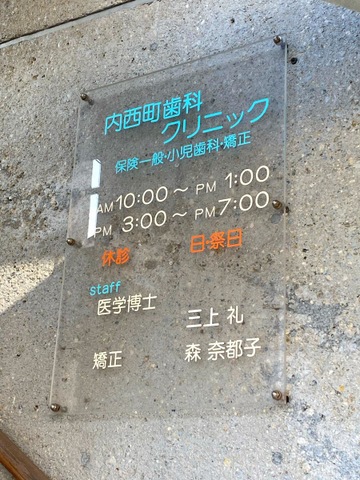 内西町歯科
クリニック
保険一般・小児歯科・矯正
AM 10:00～ PM 1:00
PM 3:00～ PM 7:00
休診 日・祭日
staff
医学博士 三上 礼
矯正 森 奈都子